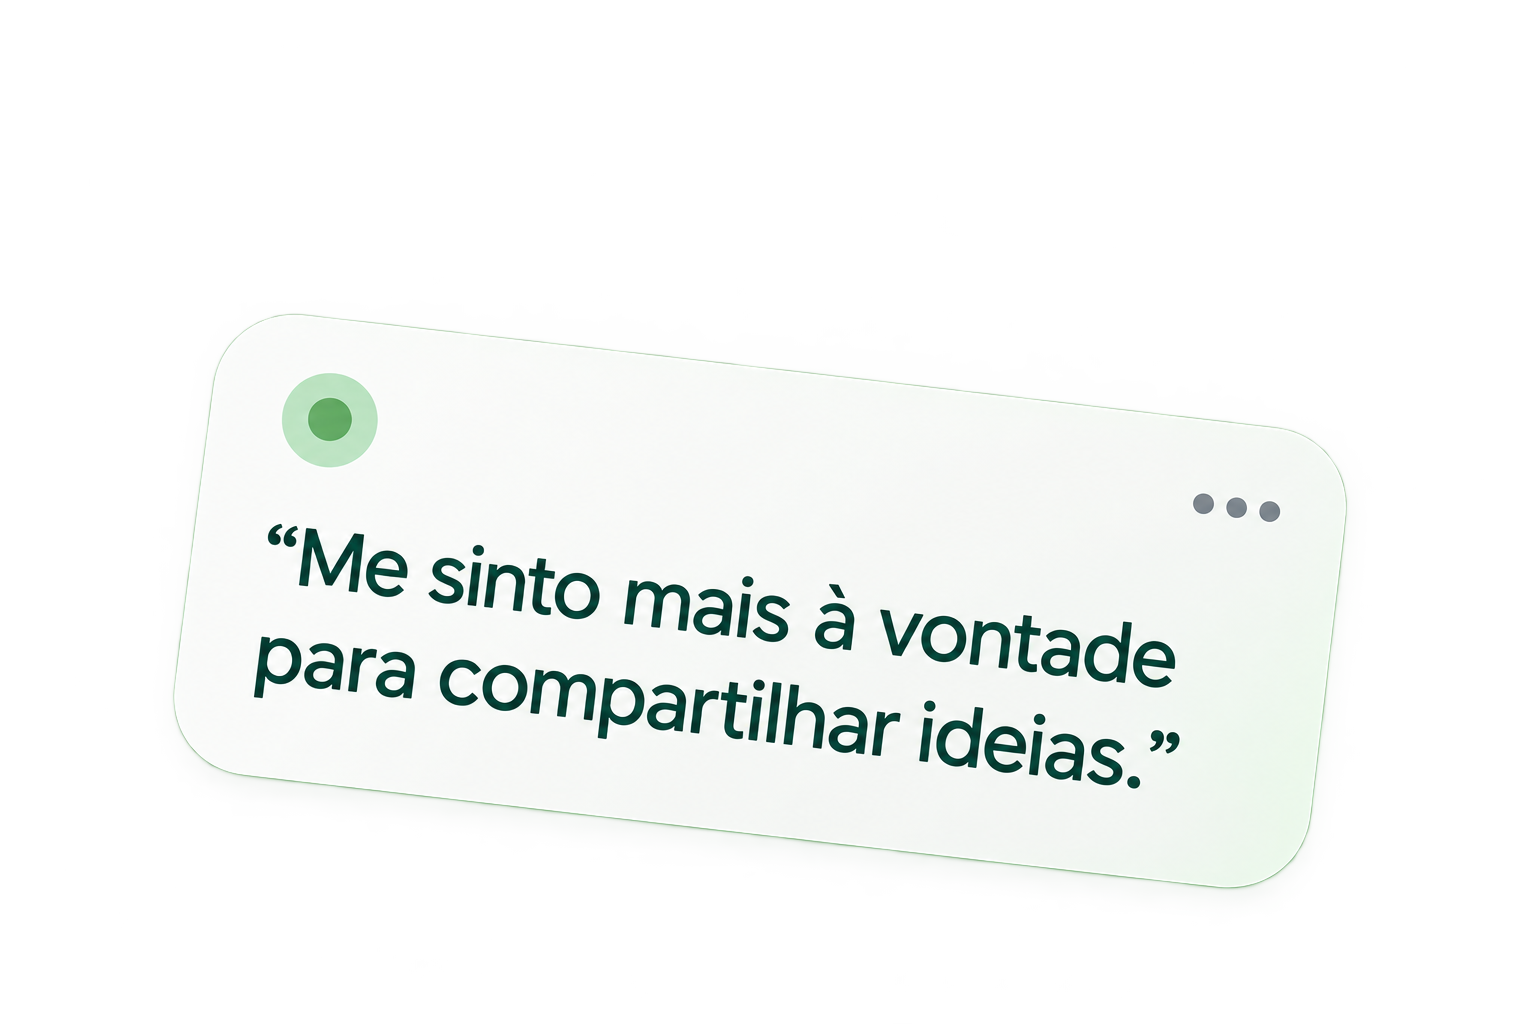 “Me sinto mais à vontade
para compartilhar ideias.”